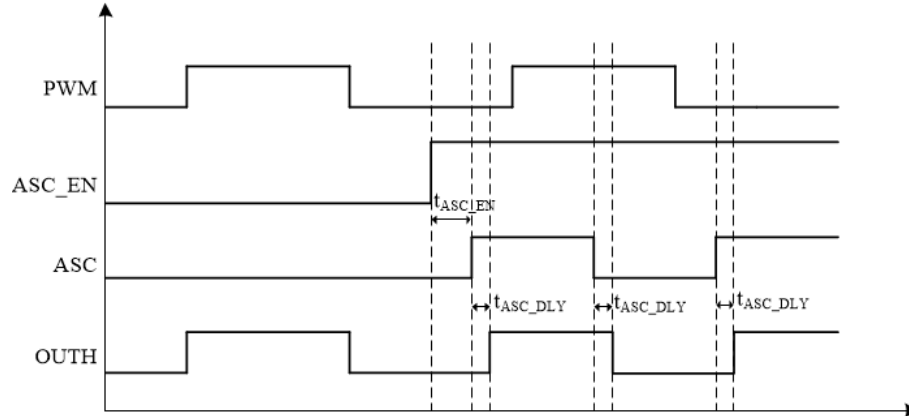 PWM
ASC_EN
tASC_EN
ASC
tASC_DLY tASC_DLY tASC_DLY
OUTH